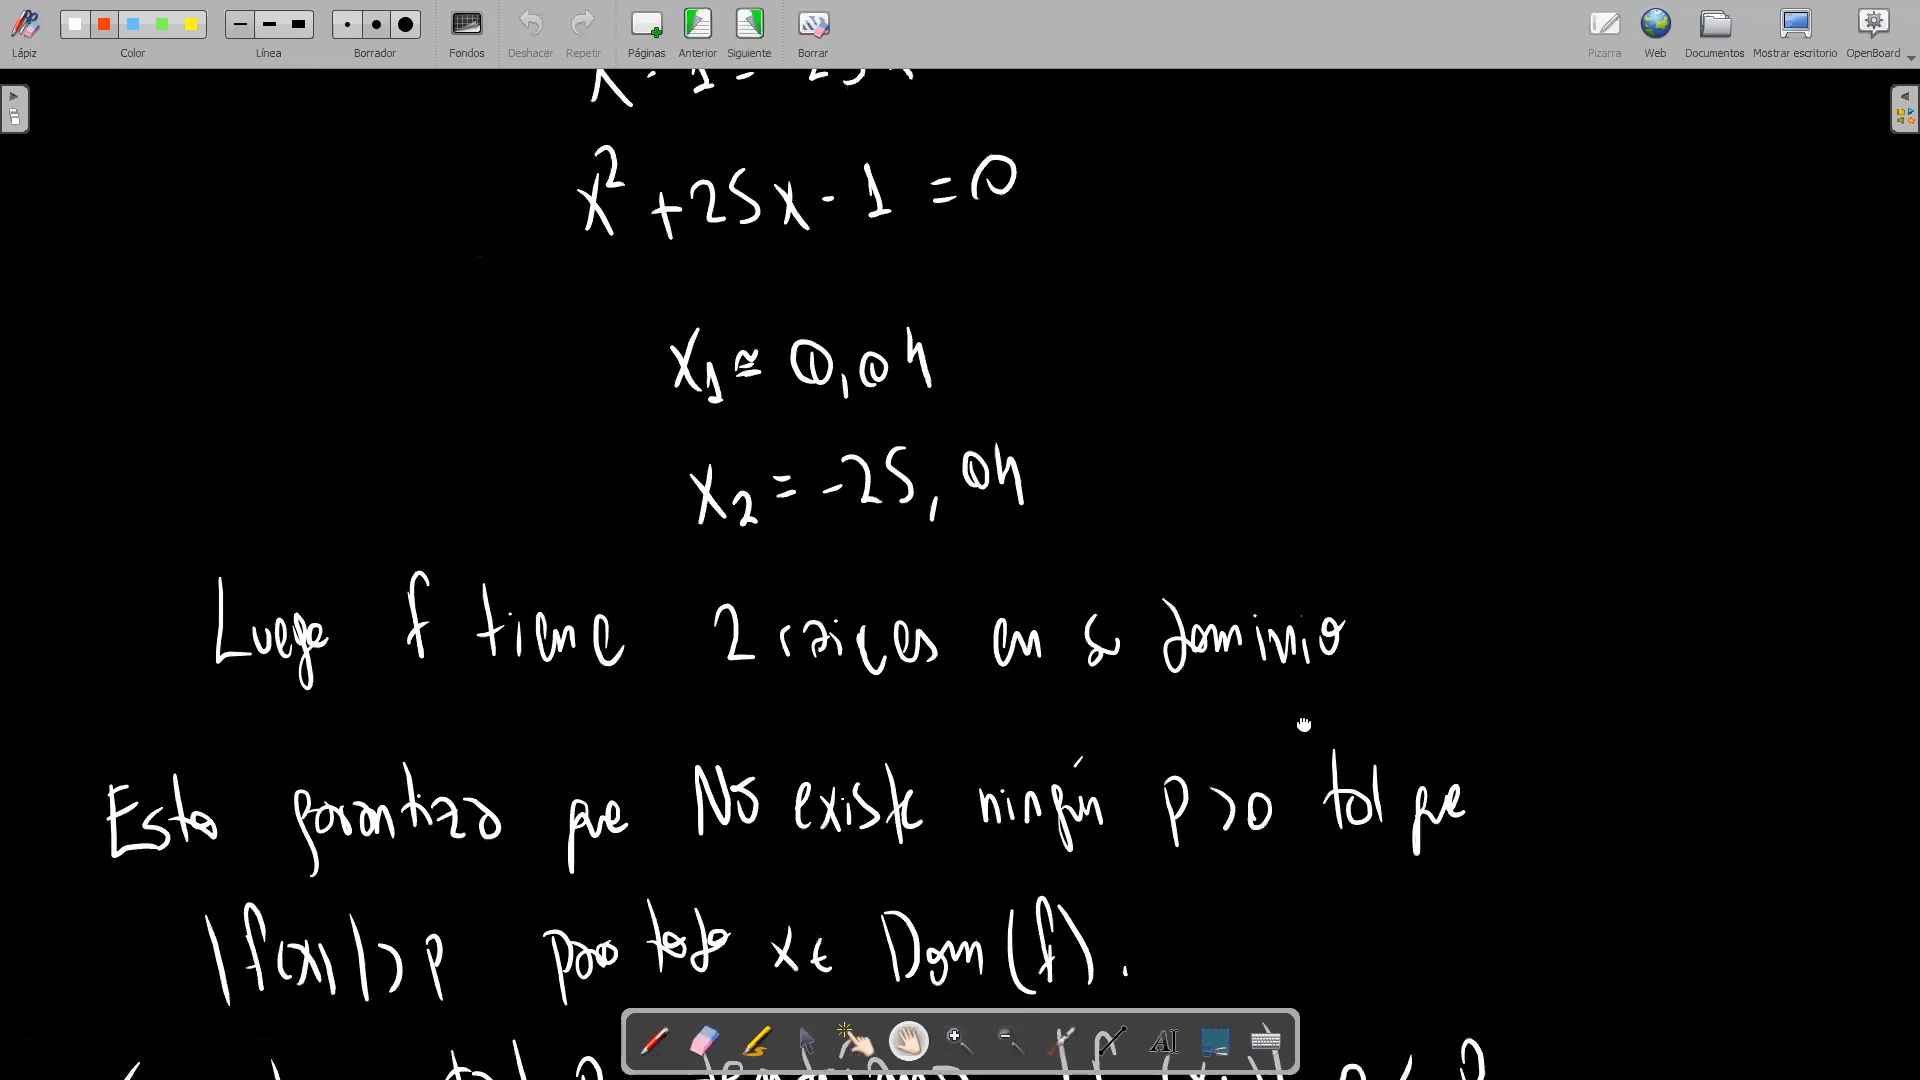 Lápiz Color Línea Borrador Fondos Deshacer Repetir Páginas Anterior Siguiente Borrar Pizarra Web Documentos Mostrar escritorio OpenBoard
x² + 25x - 1 = 0
x₁ ≅ 0,04
x₂ = -25,04
Luego f tiene 2 raices en su dominio
Esto garantiza que No existe ningún p>0 tal que
|f(x)|>p para todo x ∈ Dom(f).